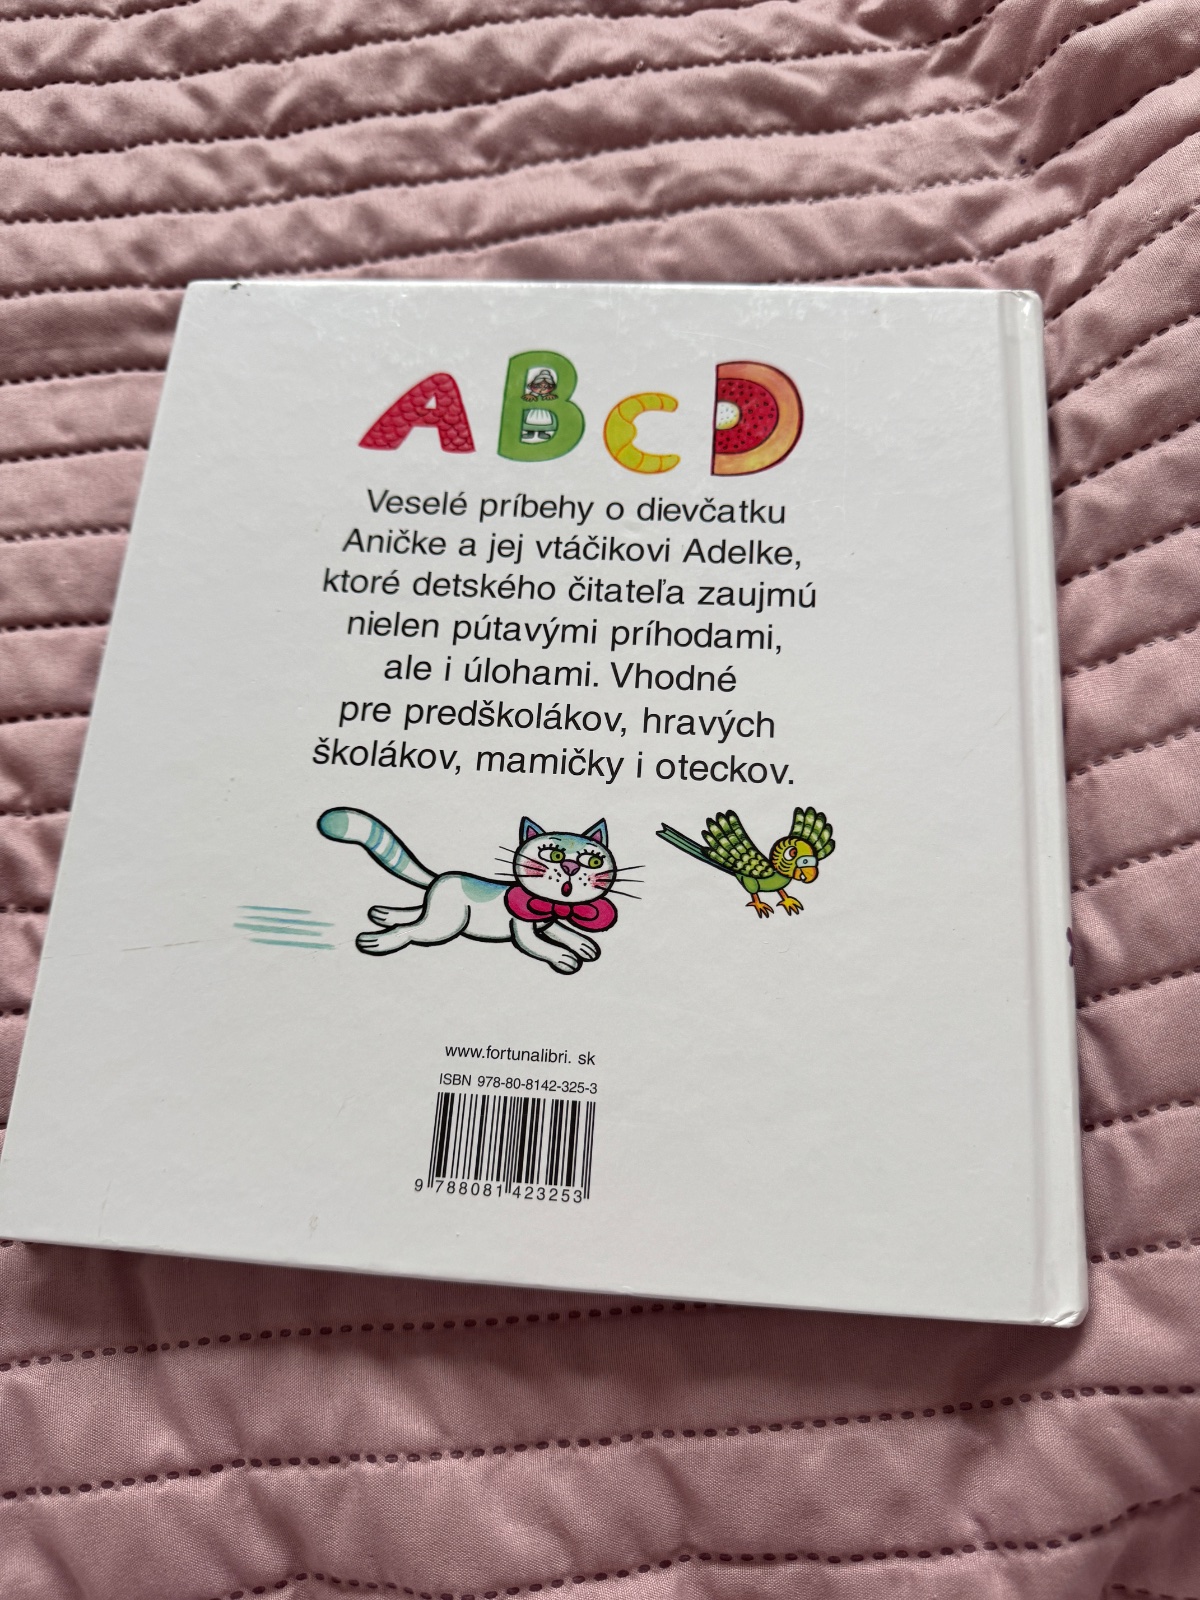 ABCD
Veselé príbehy o dievčatku
Aničke a jej vtáčikovi Adelke,
ktoré detského čitateľa zaujmú
nielen pútavými príhodami,
ale i úlohami. Vhodné
pre predškolákov, hravých
školákov, mamičky i oteckov.
www.fortunalibri. sk
ISBN 978-80-8142-325-3
9 788081 423253